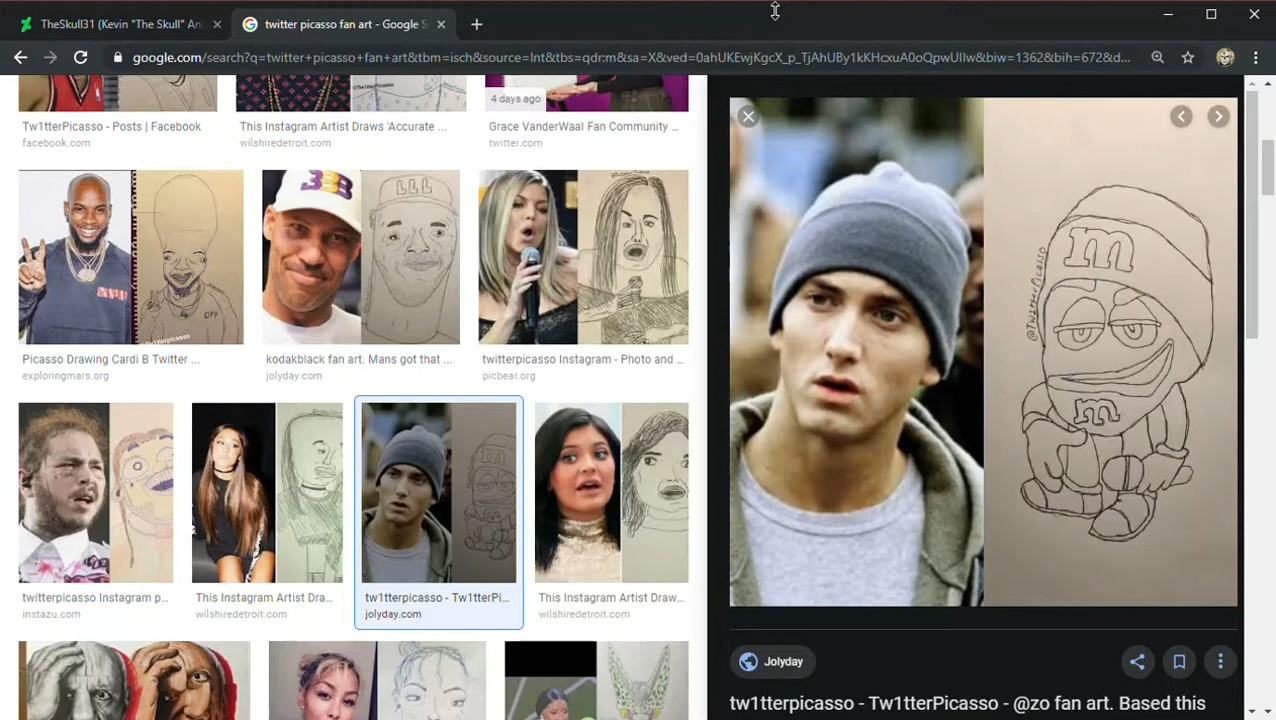 TheSkull31 (Kevin "The Skull" An
twitter picasso fan art - Google S
google.com/search?q=twitter+picasso+fan+art&tbm=isch&source=lnt&tbs=qdr:m&sa=X&ved=0ahUKEwjKgcX_p_TjAhUBy1kKHcxuA0oQpwUIIw&biw=1362&bih=672&d...
4 days ago
Tw1tterPicasso - Posts | Facebook
facebook.com
This Instagram Artist Draws 'Accurate ...
wilshiredetroit.com
Grace VanderWaal Fan Community ...
twitter.com
OFF
Picasso Drawing Cardi B Twitter ...
exploringmars.org
BBB
LLL
kodakblack fan art. Mans got that ...
jolyday.com
twitterpicasso Instagram - Photo and ...
picbear.org
twitterpicasso Instagram p...
instazu.com
This Instagram Artist Dra...
wilshiredetroit.com
tw1tterpicasso - Tw1tterPi...
jolyday.com
This Instagram Artist Draw...
wilshiredetroit.com
m
@Tw1tterPicasso
m
Jolyday
tw1tterpicasso - Tw1tterPicasso - @zo fan art. Based this